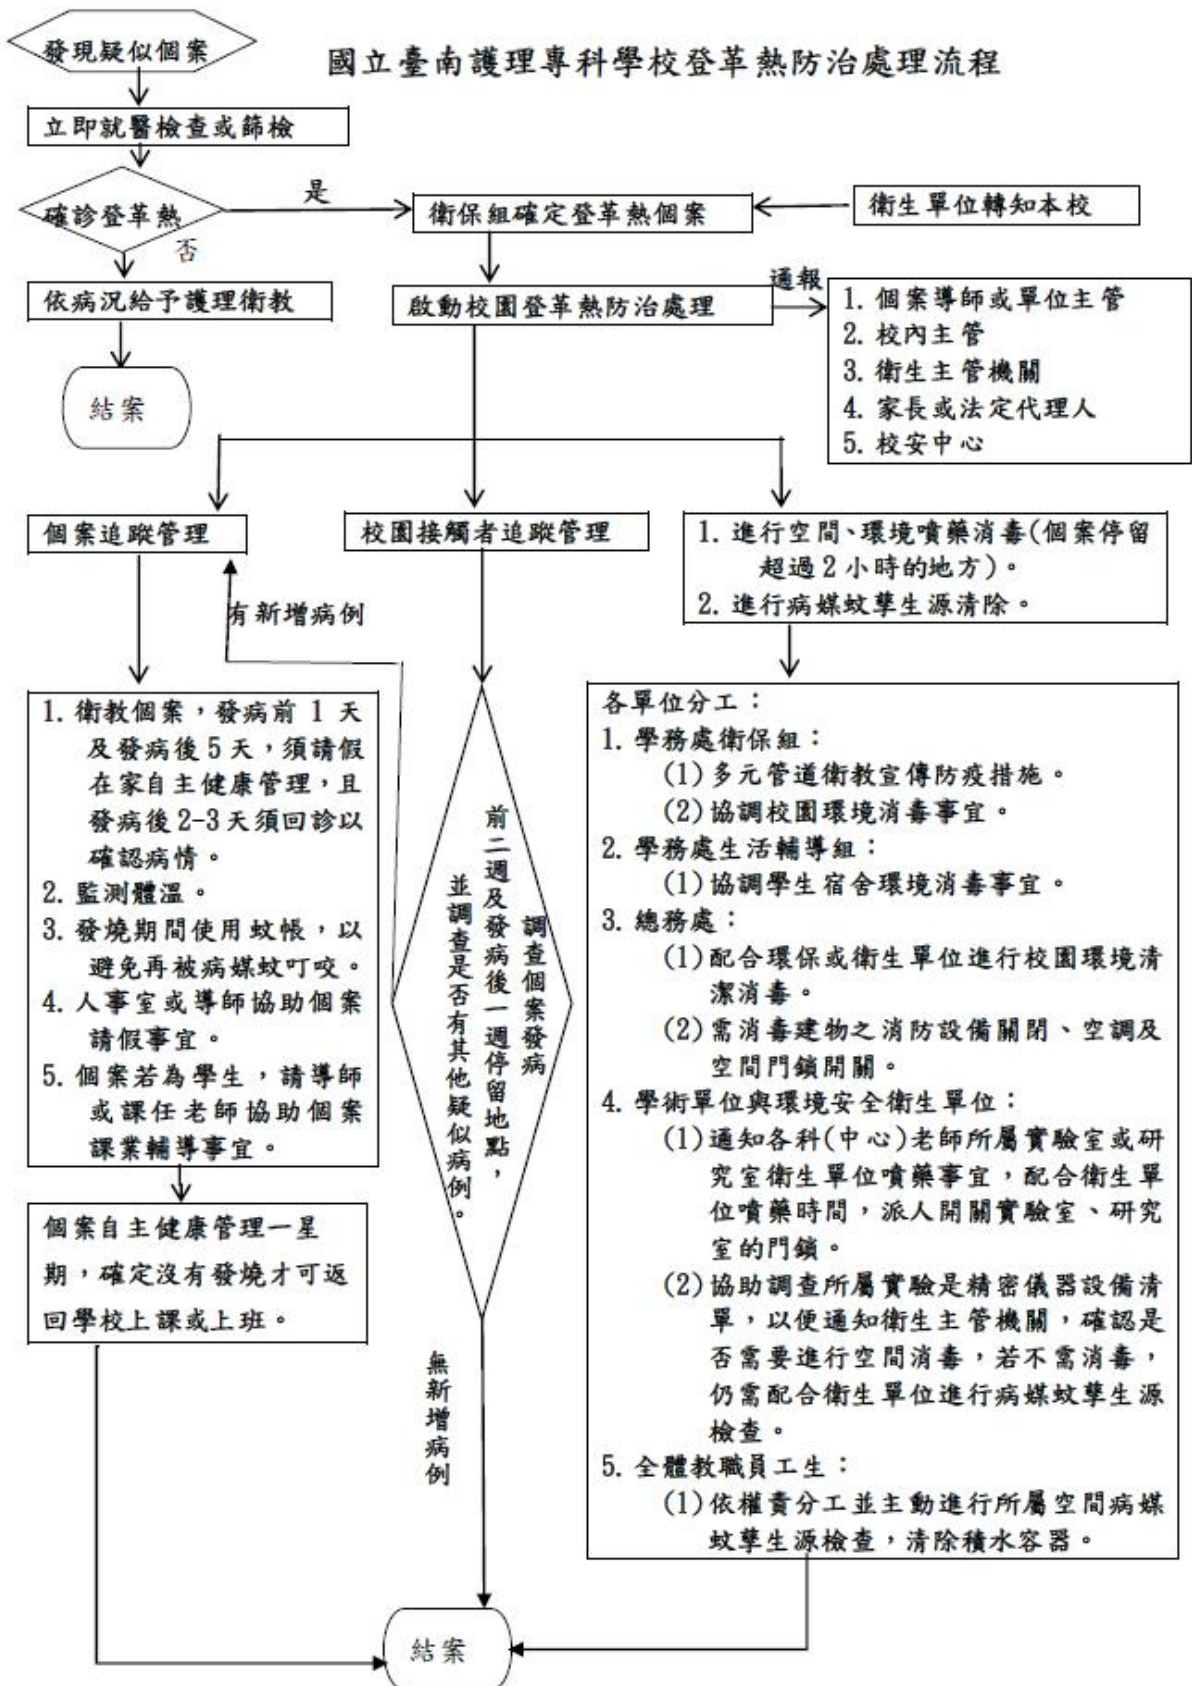 發現疑似個案
國立臺南護理專科學校登革熱防治處理流程
立即就醫檢查或篩檢
確診登革熱
是
衛保組確定登革熱個案
衛生單位轉知本校
否
依病況給予護理衛教
結案
啟動校園登革熱防治處理
通報
1. 個案導師或單位主管
2. 校內主管
3. 衛生主管機關
4. 家長或法定代理人
5. 校安中心
個案追蹤管理
校園接觸者追蹤管理
1. 進行空間、環境噴藥消毒(個案停留
超過2小時的地方)。
2. 進行病媒蚊孳生源清除。
有新增病例
1. 衛教個案，發病前 1 天
及發病後5天，須請假
在家自主健康管理，且
發病後2-3天須回診以
確認病情。
2. 監測體溫。
3. 發燒期間使用蚊帳，以
避免再被病媒蚊叮咬。
4. 人事室或導師協助個案
請假事宜。
5. 個案若為學生，請導師
或課任老師協助個案
課業輔導事宜。
個案自主健康管理一星
期，確定沒有發燒才可返
回學校上課或上班。
調查個案發病
前二週及發病後一週停留地點，
並調查是否有其他疑似病例。
無新增病例
各單位分工：
1. 學務處衛保組：
(1)多元管道衛教宣傳防疫措施。
(2)協調校園環境消毒事宜。
2. 學務處生活輔導組：
(1)協調學生宿舍環境消毒事宜。
3. 總務處：
(1)配合環保或衛生單位進行校園環境清
潔消毒。
(2)需消毒建物之消防設備關閉、空調及
空間門鎖開關。
4. 學術單位與環境安全衛生單位：
(1)通知各科(中心)老師所屬實驗室或研
究室衛生單位噴藥事宜，配合衛生單
位噴藥時間，派人開關實驗室、研究
室的門鎖。
(2)協助調查所屬實驗是精密儀器設備清
單，以便通知衛生主管機關，確認是
否需要進行空間消毒，若不需消毒，
仍需配合衛生單位進行病媒蚊孳生源
檢查。
5. 全體教職員工生：
(1)依權責分工並主動進行所屬空間病媒
蚊孳生源檢查，清除積水容器。
結案